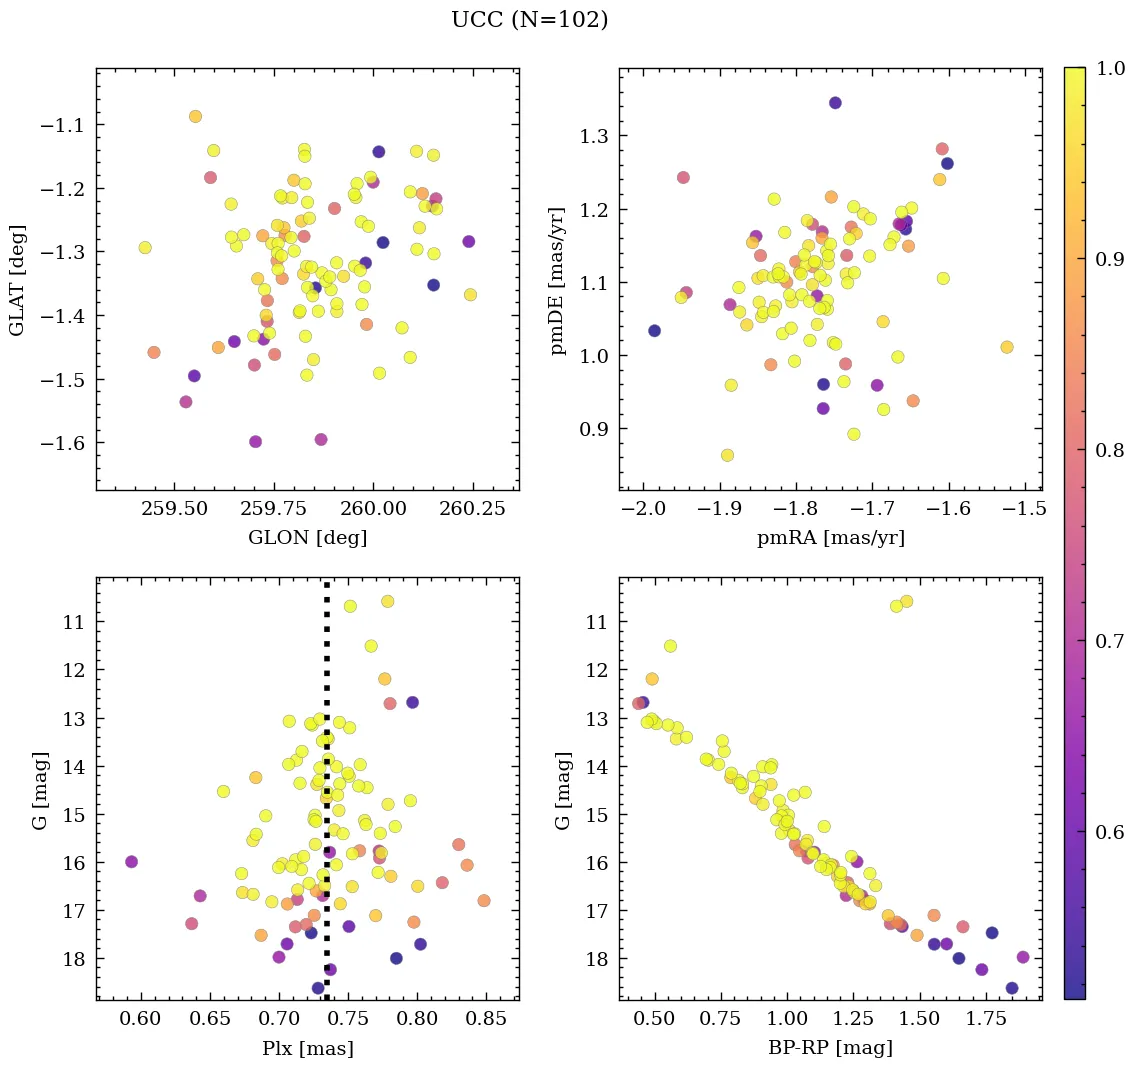 UCC (N=102)
−1.1
−1.2
−1.3
−1.4
−1.5
−1.6
GLAT [deg]
259.50 259.75 260.00 260.25
GLON [deg]
1.3
1.2
1.1
1.0
0.9
pmDE [mas/yr]
−2.0 −1.9 −1.8 −1.7 −1.6 −1.5
pmRA [mas/yr]
11
12
13
14
15
16
17
18
G [mag]
0.60 0.65 0.70 0.75 0.80 0.85
Plx [mas]
11
12
13
14
15
16
17
18
G [mag]
0.50 0.75 1.00 1.25 1.50 1.75
BP-RP [mag]
1.0
0.9
0.8
0.7
0.6